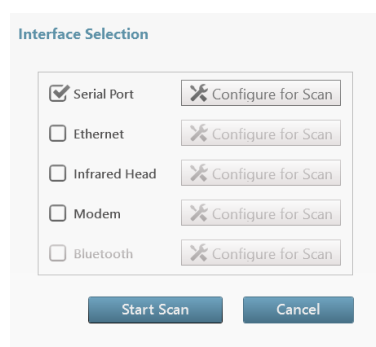 Interface Selection
Serial Port Configure for Scan
Ethernet Configure for Scan
Infrared Head Configure for Scan
Modem Configure for Scan
Bluetooth Configure for Scan
Start Scan Cancel